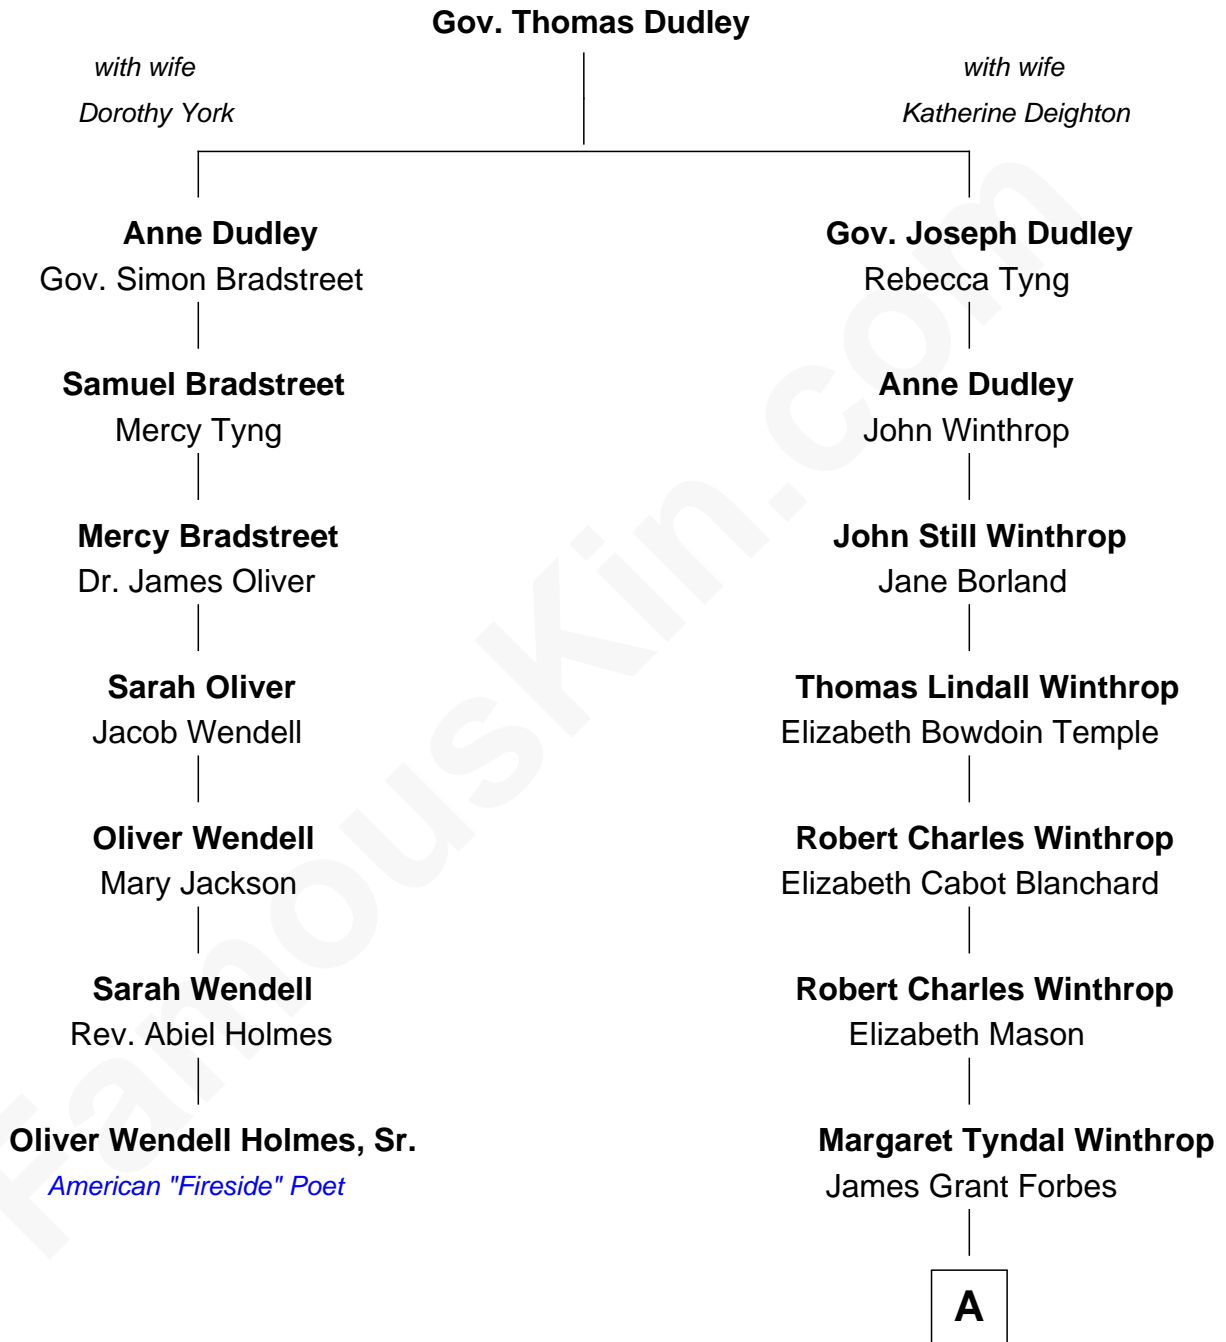 Gov. Thomas Dudley
with wife
Dorothy York
with wife
Katherine Deighton
Anne Dudley
Gov. Simon Bradstreet
Gov. Joseph Dudley
Rebecca Tyng
Samuel Bradstreet
Mercy Tyng
Anne Dudley
John Winthrop
Mercy Bradstreet
Dr. James Oliver
John Still Winthrop
Jane Borland
Sarah Oliver
Jacob Wendell
Thomas Lindall Winthrop
Elizabeth Bowdoin Temple
Oliver Wendell
Mary Jackson
Robert Charles Winthrop
Elizabeth Cabot Blanchard
Sarah Wendell
Rev. Abiel Holmes
Robert Charles Winthrop
Elizabeth Mason
Oliver Wendell Holmes, Sr.
American "Fireside" Poet
Margaret Tyndal Winthrop
James Grant Forbes
A
FamousKin.com